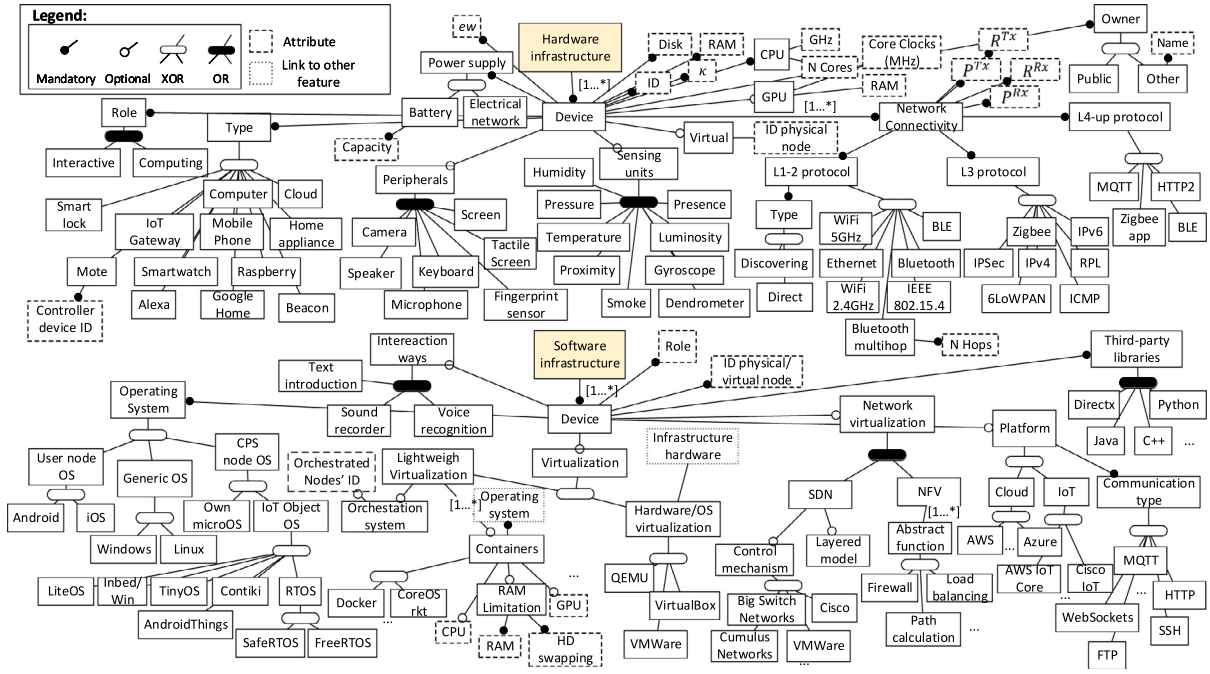 Legend:
Mandatory
Optional
XOR
OR
Attribute
Link to other
feature
ew
Hardware
infrastructure
[1...*]
Power supply
Battery
Electrical
network
Capacity
Device
Disk
RAM
ID
κ
CPU
GHz
N Cores
Core Clocks
(MHz)
GPU
RAM
[1...*]
Owner
Public
Other
Name
R^Tx
P^Tx
R^Rx
P^Rx
Network
Connectivity
L4-up protocol
Role
Interactive
Computing
Type
Computer
Cloud
Smart
lock
IoT
Gateway
Mobile
Phone
Home
appliance
Mote
Smartwatch
Raspberry
Alexa
Google
Home
Beacon
Controller
device ID
Peripherals
Screen
Camera
Tactile
Screen
Speaker
Keyboard
Microphone
Fingerprint
sensor
Virtual
ID physical
node
Sensing
units
Humidity
Pressure
Presence
Temperature
Luminosity
Proximity
Gyroscope
Smoke
Dendrometer
L1-2 protocol
Type
Discovering
Direct
WiFi
5GHz
BLE
Ethernet
Bluetooth
WiFi
2.4GHz
IEEE
802.15.4
Bluetooth
multihop
N Hops
L3 protocol
Zigbee
IPv6
IPSec
IPv4
RPL
6LoWPAN
ICMP
MQTT
HTTP2
Zigbee
app
BLE
Software
infrastructure
[1...*]
Role
ID physical/
virtual node
Intereaction
ways
Text
introduction
Sound
recorder
Voice
recognition
Device
Third-party
libraries
Directx
Python
Java
C++
...
Operating
System
User node
OS
Android
iOS
Generic OS
Windows
Linux
CPS
node OS
Own
microOS
IoT Object
OS
LiteOS
Inbed/
Win
TinyOS
Contiki
RTOS
AndroidThings
SafeRTOS
FreeRTOS
Virtualization
Lightweigh
Virtualization
Orchestrated
Nodes' ID
Orchestation
system
[1...*]
Operating
system
Containers
Docker
CoreOS
rkt
...
RAM
Limitation
GPU
...
CPU
RAM
HD
swapping
Infrastructure
hardware
Hardware/OS
virtualization
QEMU
VirtualBox
VMWare
Network
virtualization
SDN
Control
mechanism
Layered
model
Big Switch
Networks
Cisco
Cumulus
Networks
VMWare
...
NFV
[1...*]
Abstract
function
Firewall
Load
balancing
Path
calculation
...
Platform
Cloud
AWS
...
Azure
IoT
AWS IoT
Core
Cisco
IoT
...
Communication
type
MQTT
...
HTTP
WebSockets
SSH
FTP